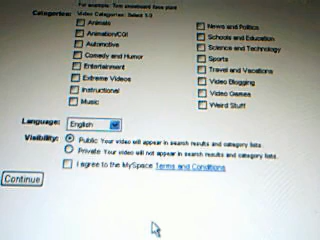 For example: Tom snowboard face plant
Categories: Video Categories: Select 1-3
Animals
Animation/CGI
Automotive
Comedy and Humor
Entertainment
Extreme Videos
Instructional
Music
News and Politics
Schools and Education
Science and Technology
Sports
Travel and Vacations
Video Blogging
Video Games
Weird Stuff
Language: English
Visibility: Public Your video will appear in search results and category lists
Private Your video will not appear in search results and category lists.
I agree to the MySpace Terms and Conditions
Continue